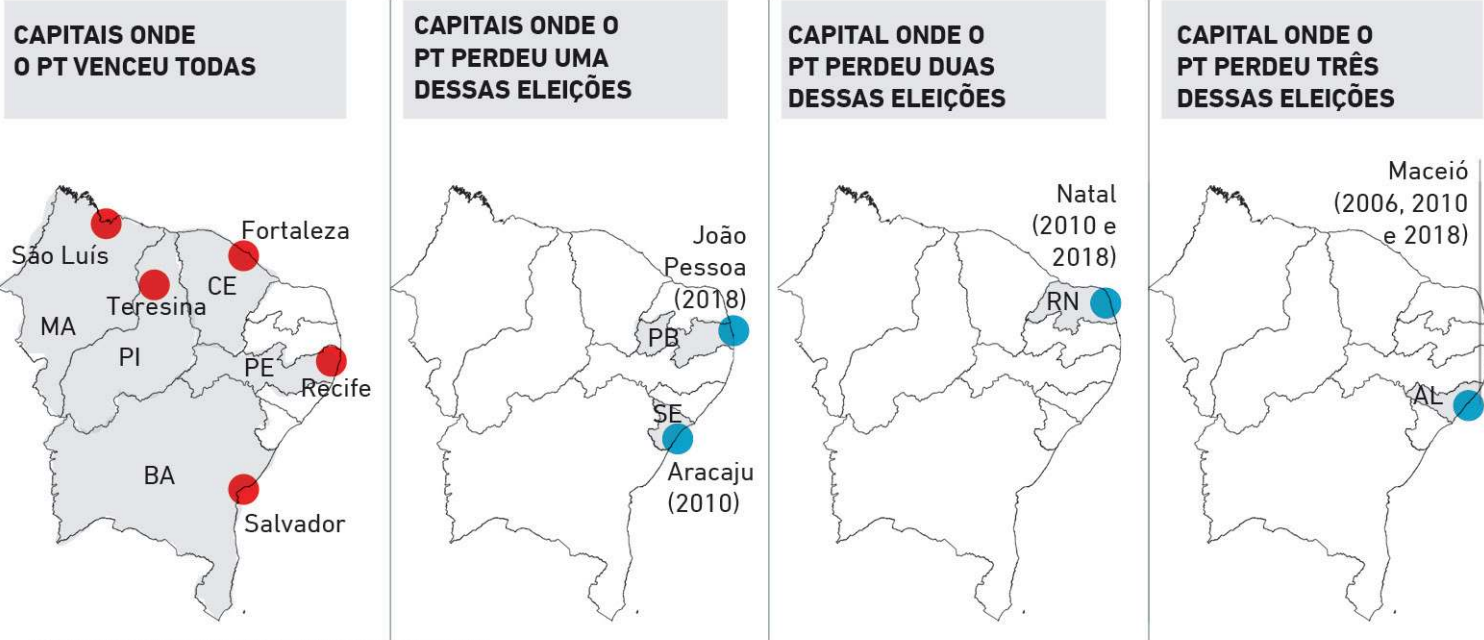 CAPITAIS ONDE
O PT VENCEU TODAS
São Luís
Fortaleza
Teresina
CE
MA
PI
PE
Recife
BA
Salvador
CAPITAIS ONDE O
PT PERDEU UMA
DESSAS ELEIÇÕES
João
Pessoa
(2018)
PB
SE
Aracaju
(2010)
CAPITAL ONDE O
PT PERDEU DUAS
DESSAS ELEIÇÕES
Natal
(2010 e
2018)
RN
CAPITAL ONDE O
PT PERDEU TRÊS
DESSAS ELEIÇÕES
Maceió
(2006, 2010
e 2018)
AL